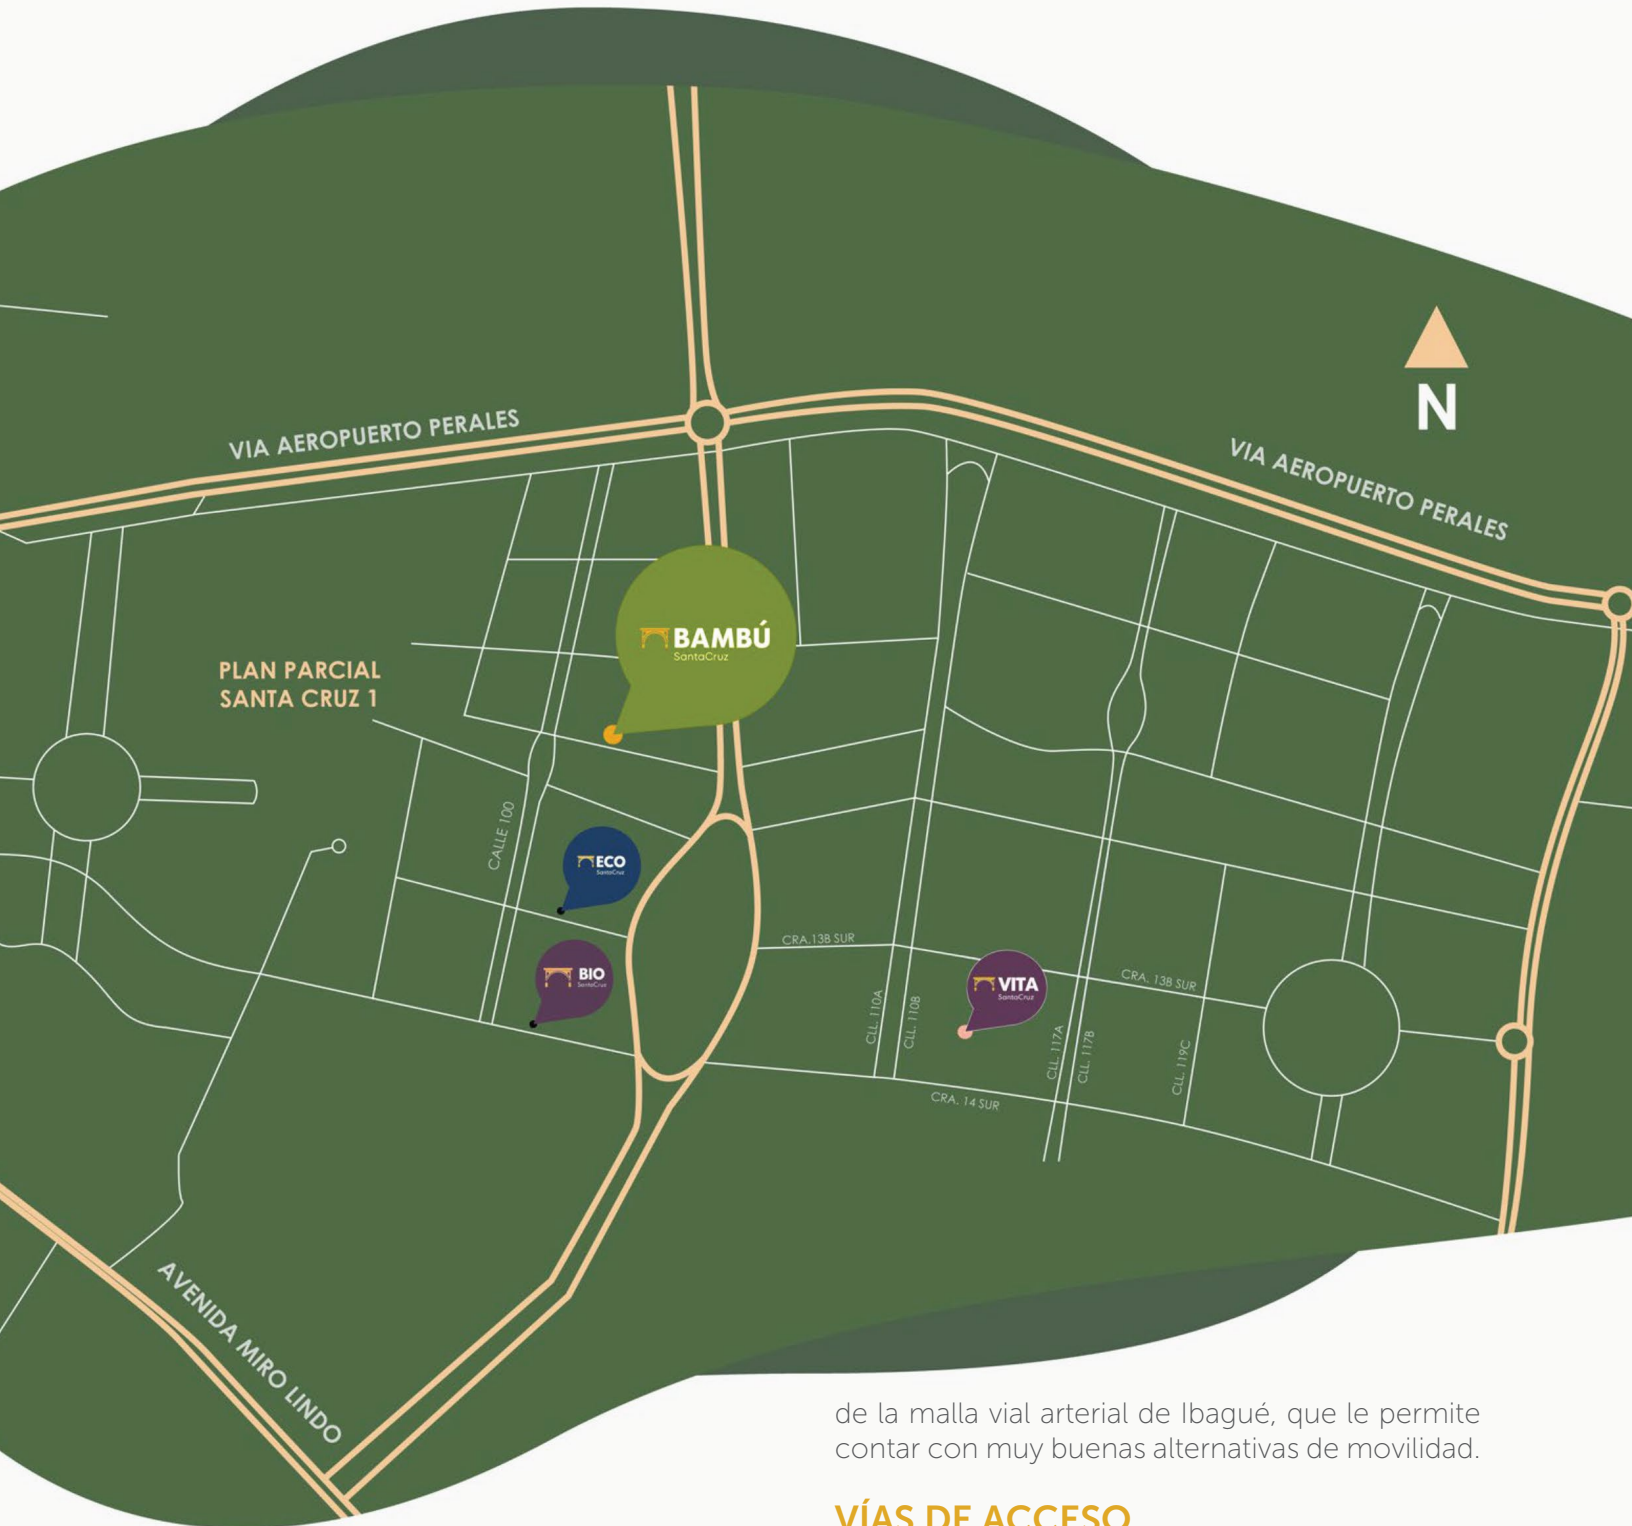 VIA AEROPUERTO PERALES
N
VIA AEROPUERTO PERALES
BAMBÚ
SantaCruz
PLAN PARCIAL
SANTA CRUZ 1
CALLE 100
ECO
SantaCruz
CRA.13B SUR
BIO
SantaCruz
VITA
SantaCruz
CRA. 13B SUR
CLL. 110A
CLL. 110B
CLL. 117A
CLL. 117B
CLL. 119C
CRA. 14 SUR
AVENIDA MIRO LINDO
de la malla vial arterial de Ibagué, que le permite
contar con muy buenas alternativas de movilidad.
VÍAS DE ACCESO